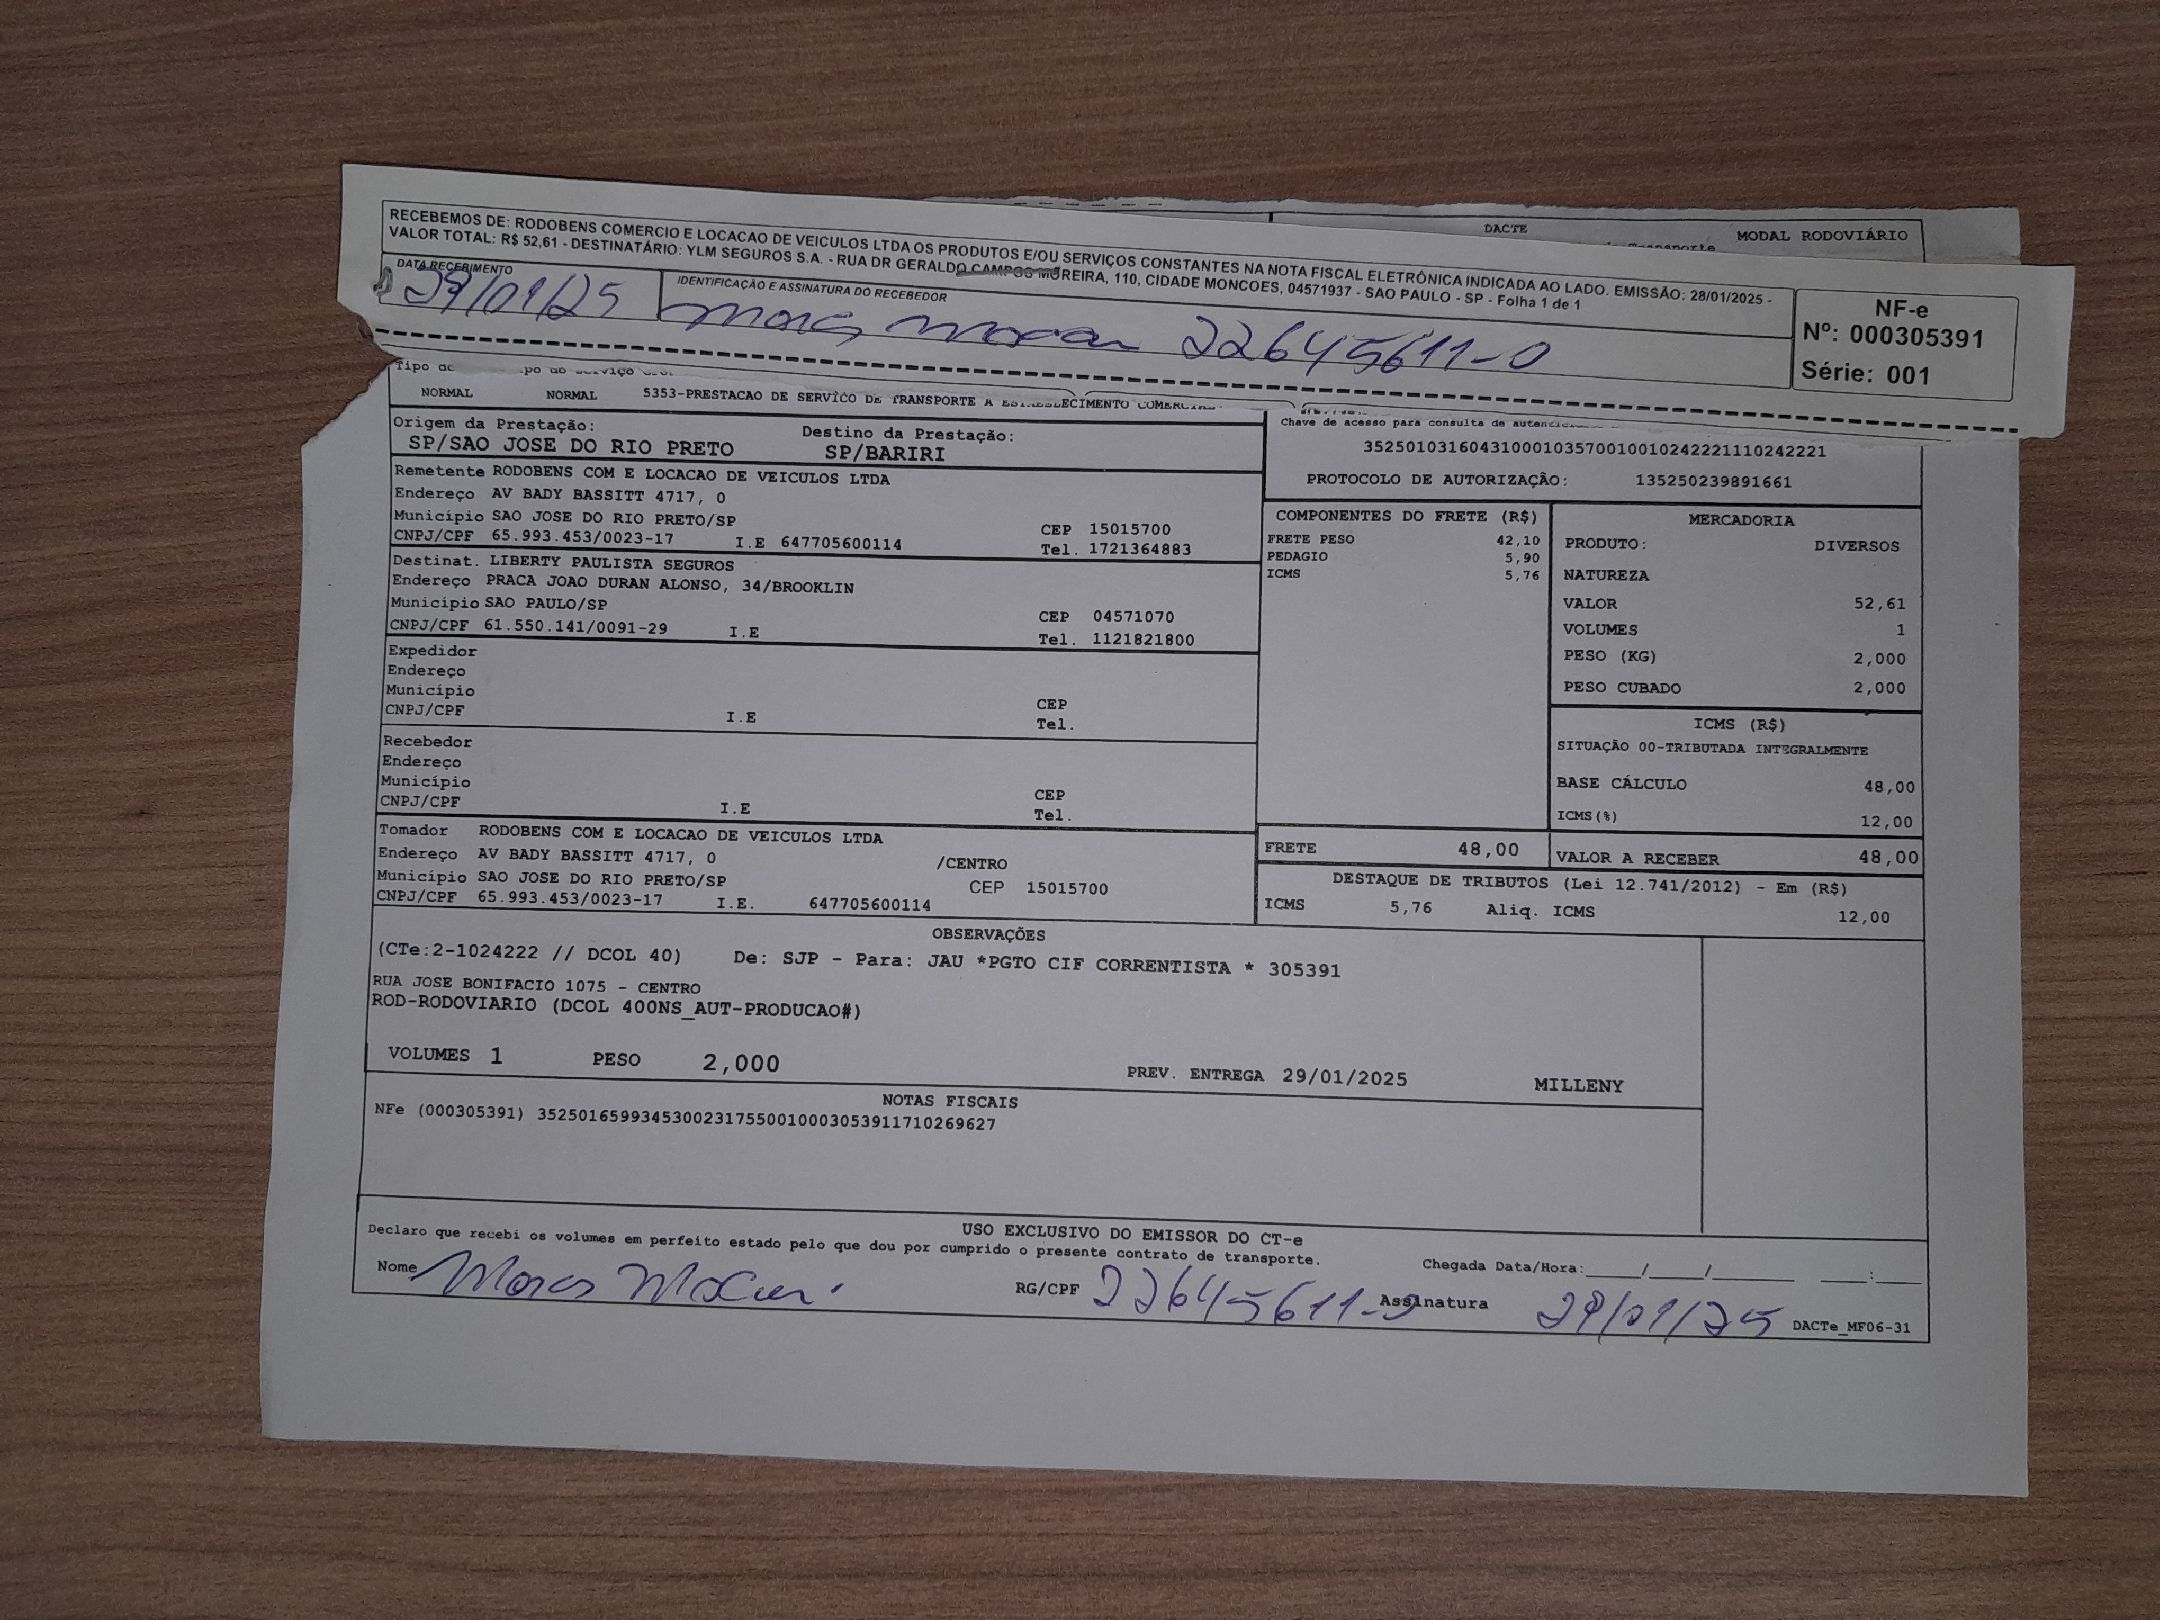 RECEBEMOS DE: RODOBENS COMERCIO E LOCACAO DE VEICULOS LTDA OS PRODUTOS E/OU SERVIÇOS CONSTANTES NA NOTA FISCAL ELETRÔNICA INDICADA AO LADO. EMISSÃO: 28/01/2025 -
VALOR TOTAL: R$ 52,61 - DESTINATÁRIO: YLM SEGUROS S.A. - RUA DR GERALDO CAMPOS MOREIRA, 110, CIDADE MONCOES, 04571937 - SAO PAULO - SP - Folha 1 de 1
DATA RECEBIMENTO
29/01/25
IDENTIFICAÇÃO E ASSINATURA DO RECEBEDOR
22645611-0
NF-e
Nº: 000305391
Série: 001
DACTE
MODAL RODOVIÁRIO
NORMAL NORMAL 5353-PRESTACAO DE SERVICO DE TRANSPORTE A ESTABELECIMENTO
Origem da Prestação: Destino da Prestação:
SP/SAO JOSE DO RIO PRETO SP/BARIRI
Chave de acesso para consulta de
35250103160431000103570010010242221110242221
PROTOCOLO DE AUTORIZAÇÃO: 135250239891661
Remetente RODOBENS COM E LOCACAO DE VEICULOS LTDA
Endereço AV BADY BASSITT 4717, 0
Município SAO JOSE DO RIO PRETO/SP CEP 15015700
CNPJ/CPF 65.993.453/0023-17 I.E 647705600114 Tel. 1721364883
Destinat. LIBERTY PAULISTA SEGUROS
Endereço PRACA JOAO DURAN ALONSO, 34/BROOKLIN
Município SAO PAULO/SP CEP 04571070
CNPJ/CPF 61.550.141/0091-29 I.E Tel. 1121821800
Expedidor
Endereço
Município CEP
CNPJ/CPF I.E Tel.
Recebedor
Endereço
Município CEP
CNPJ/CPF I.E Tel.
Tomador RODOBENS COM E LOCACAO DE VEICULOS LTDA
Endereço AV BADY BASSITT 4717, 0 /CENTRO
Município SAO JOSE DO RIO PRETO/SP CEP 15015700
CNPJ/CPF 65.993.453/0023-17 I.E. 647705600114
COMPONENTES DO FRETE (R$)
FRETE PESO 42,10
PEDAGIO 5,90
ICMS 5,76
MERCADORIA
PRODUTO: DIVERSOS
NATUREZA
VALOR 52,61
VOLUMES 1
PESO (KG) 2,000
PESO CUBADO 2,000
ICMS (R$)
SITUAÇÃO 00-TRIBUTADA INTEGRALMENTE
BASE CÁLCULO 48,00
ICMS(%) 12,00
FRETE 48,00 VALOR A RECEBER 48,00
DESTAQUE DE TRIBUTOS (Lei 12.741/2012) - Em (R$)
ICMS 5,76 Aliq. ICMS 12,00
OBSERVAÇÕES
(CTe:2-1024222 // DCOL 40) De: SJP - Para: JAU *PGTO CIF CORRENTISTA * 305391
RUA JOSE BONIFACIO 1075 - CENTRO
ROD-RODOVIARIO (DCOL 400NS_AUT-PRODUCAO#)
VOLUMES 1 PESO 2,000 PREV. ENTREGA 29/01/2025 MILLENY
NOTAS FISCAIS
NFe (000305391) 35250165993453002317550010003053911710269627
USO EXCLUSIVO DO EMISSOR DO CT-e
Declaro que recebi os volumes em perfeito estado pelo que dou por cumprido o presente contrato de transporte.
Chegada Data/Hora:____/____/______ ____:____
Nome RG/CPF 22645611-0 Assinatura 29/01/25 DACTe_MF06-31